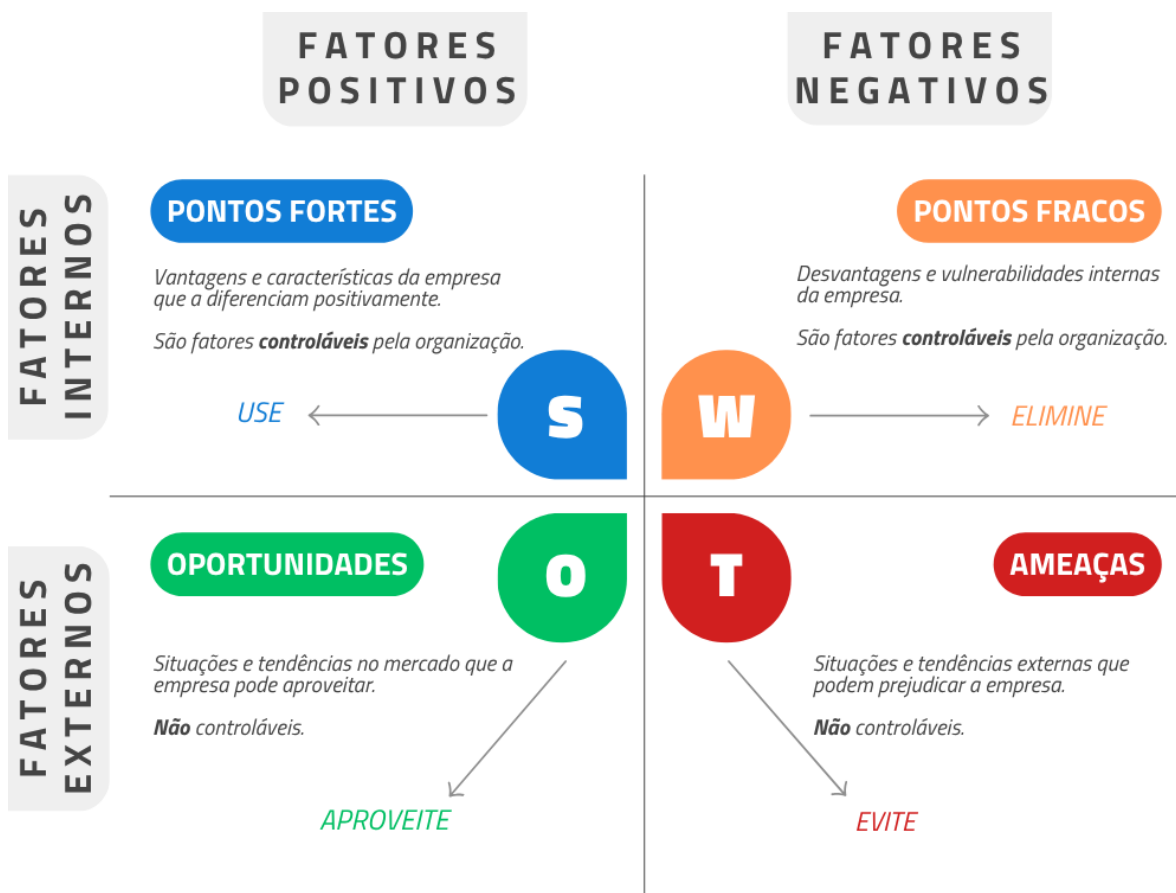 FATORES
POSITIVOS
FATORES
NEGATIVOS
FATORES
INTERNOS
PONTOS FORTES
Vantagens e características da empresa
que a diferenciam positivamente.
São fatores controláveis pela organização.
USE
S
PONTOS FRACOS
Desvantagens e vulnerabilidades internas
da empresa.
São fatores controláveis pela organização.
W
ELIMINE
FATORES
EXTERNOS
OPORTUNIDADES
O
Situações e tendências no mercado que a
empresa pode aproveitar.
Não controláveis.
APROVEITE
T
AMEAÇAS
Situações e tendências externas que
podem prejudicar a empresa.
Não controláveis.
EVITE